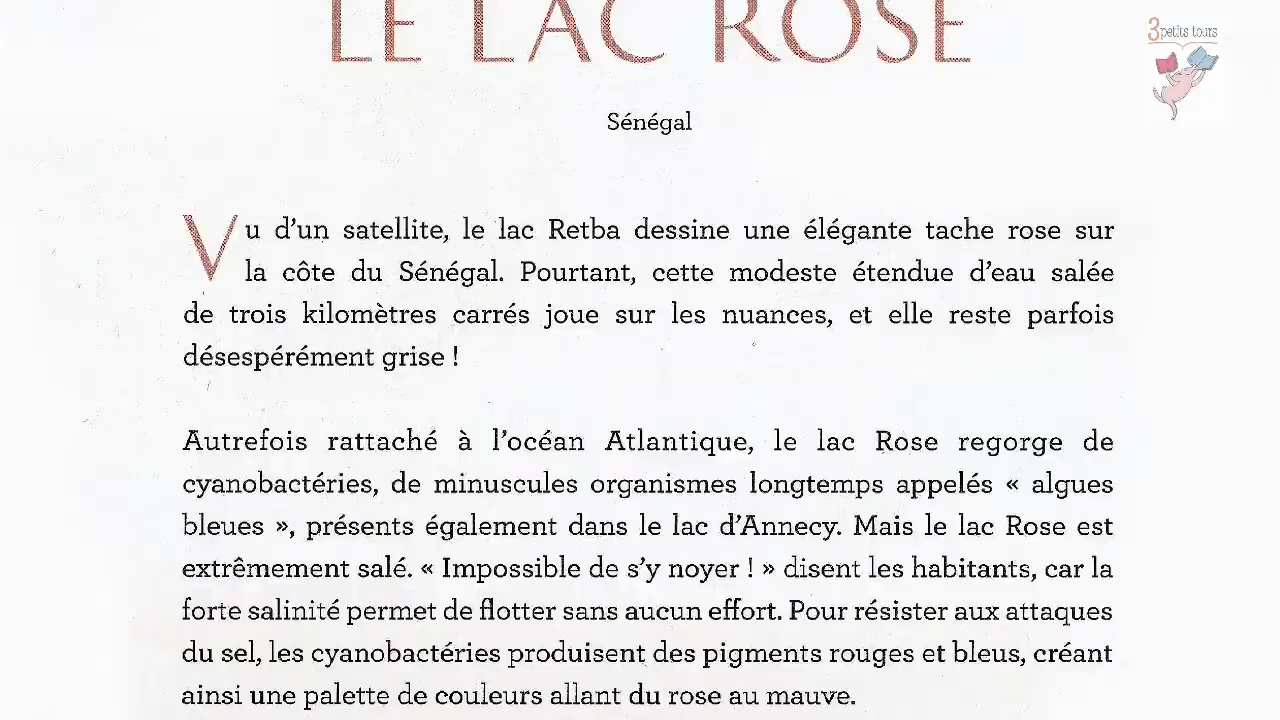 LE LAC ROSE
3petits tours
Sénégal
Vu d’un satellite, le lac Retba dessine une élégante tache rose sur
la côte du Sénégal. Pourtant, cette modeste étendue d’eau salée
de trois kilomètres carrés joue sur les nuances, et elle reste parfois
désespérément grise !
Autrefois rattaché à l’océan Atlantique, le lac Rose regorge de
cyanobactéries, de minuscules organismes longtemps appelés « algues
bleues », présents également dans le lac d’Annecy. Mais le lac Rose est
extrêmement salé. « Impossible de s’y noyer ! » disent les habitants, car la
forte salinité permet de flotter sans aucun effort. Pour résister aux attaques
du sel, les cyanobactéries produisent des pigments rouges et bleus, créant
ainsi une palette de couleurs allant du rose au mauve.